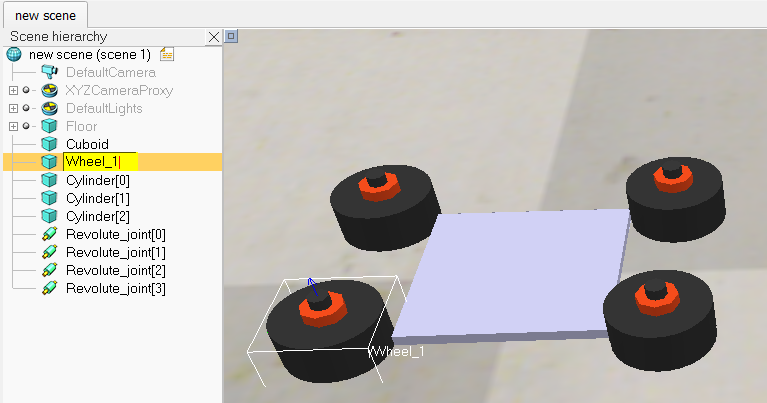 new scene
Scene hierarchy
new scene (scene 1)
DefaultCamera
XYZCameraProxy
DefaultLights
Floor
Cuboid
Wheel_1
Cylinder[0]
Cylinder[1]
Cylinder[2]
Revolute_joint[0]
Revolute_joint[1]
Revolute_joint[2]
Revolute_joint[3]
Wheel_1